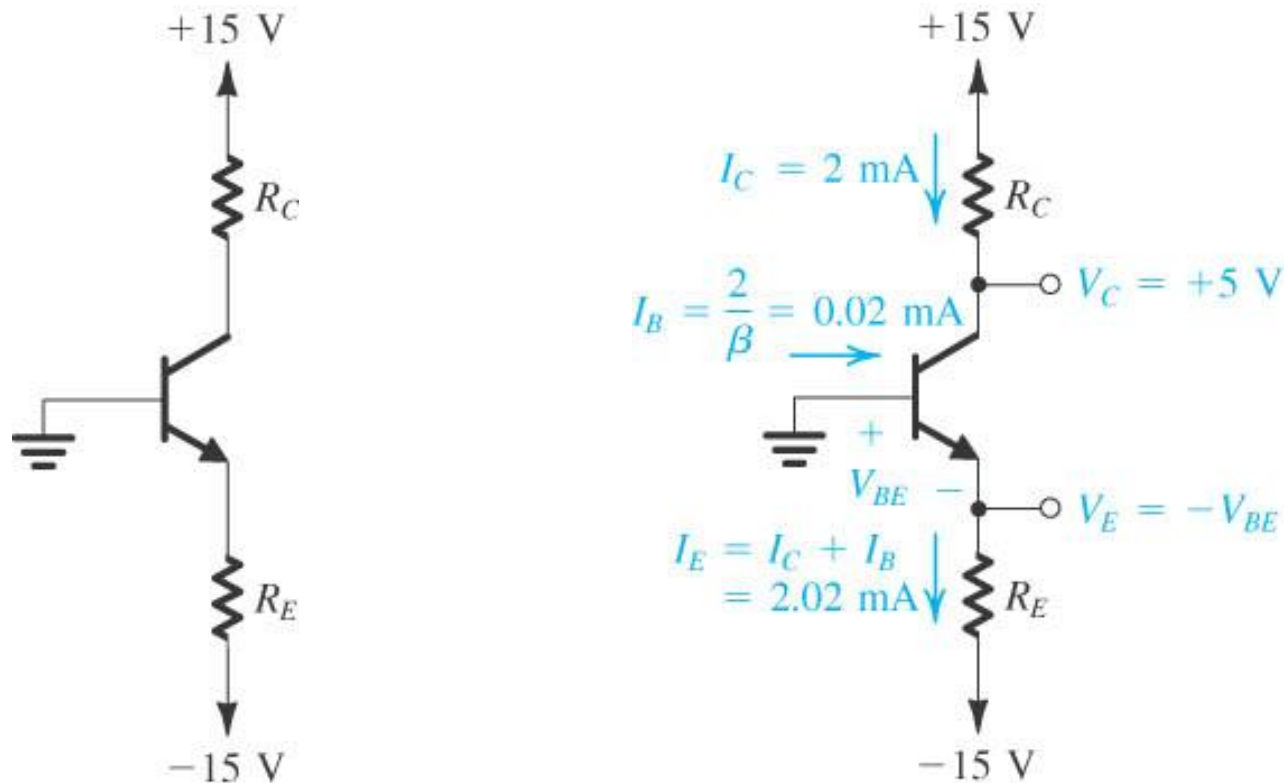 +15 V
R_C
R_E
−15 V
+15 V
I_C = 2 mA
R_C
V_C = +5 V
I_B = 2/β = 0.02 mA
+
V_BE −
V_E = −V_BE
I_E = I_C + I_B
= 2.02 mA
R_E
−15 V